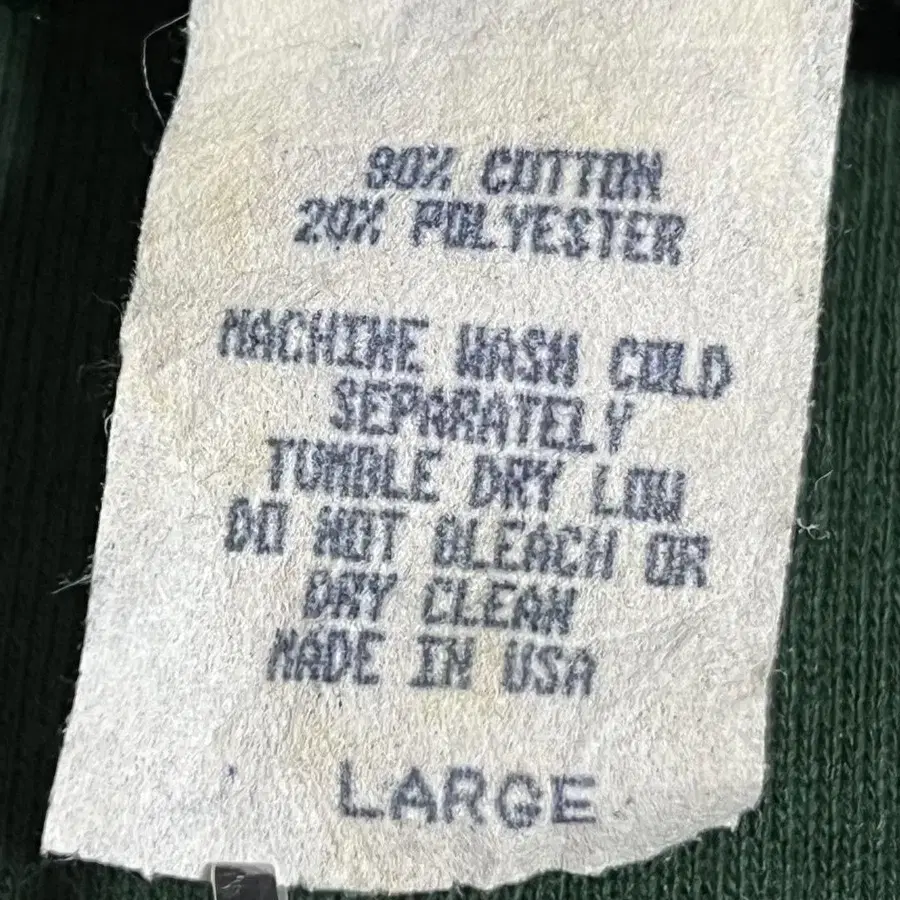 80% COTTON
20% POLYESTER
MACHINE WASH COLD
SEPARATELY
TUMBLE DRY LOW
DO NOT BLEACH OR
DRY CLEAN
MADE IN USA
LARGE